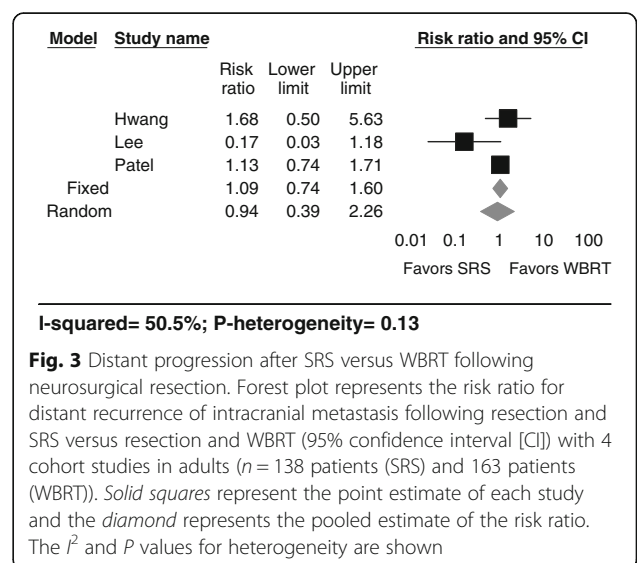 Model Study name Risk ratio and 95% CI
Risk Lower Upper
ratio limit limit
Hwang 1.68 0.50 5.63
Lee 0.17 0.03 1.18
Patel 1.13 0.74 1.71
Fixed 1.09 0.74 1.60
Random 0.94 0.39 2.26
0.01 0.1 1 10 100
Favors SRS Favors WBRT
I-squared= 50.5%; P-heterogeneity= 0.13
Fig. 3 Distant progression after SRS versus WBRT following
neurosurgical resection. Forest plot represents the risk ratio for
distant recurrence of intracranial metastasis following resection and
SRS versus resection and WBRT (95% confidence interval [CI]) with 4
cohort studies in adults (n = 138 patients (SRS) and 163 patients
(WBRT)). Solid squares represent the point estimate of each study
and the diamond represents the pooled estimate of the risk ratio.
The I² and P values for heterogeneity are shown